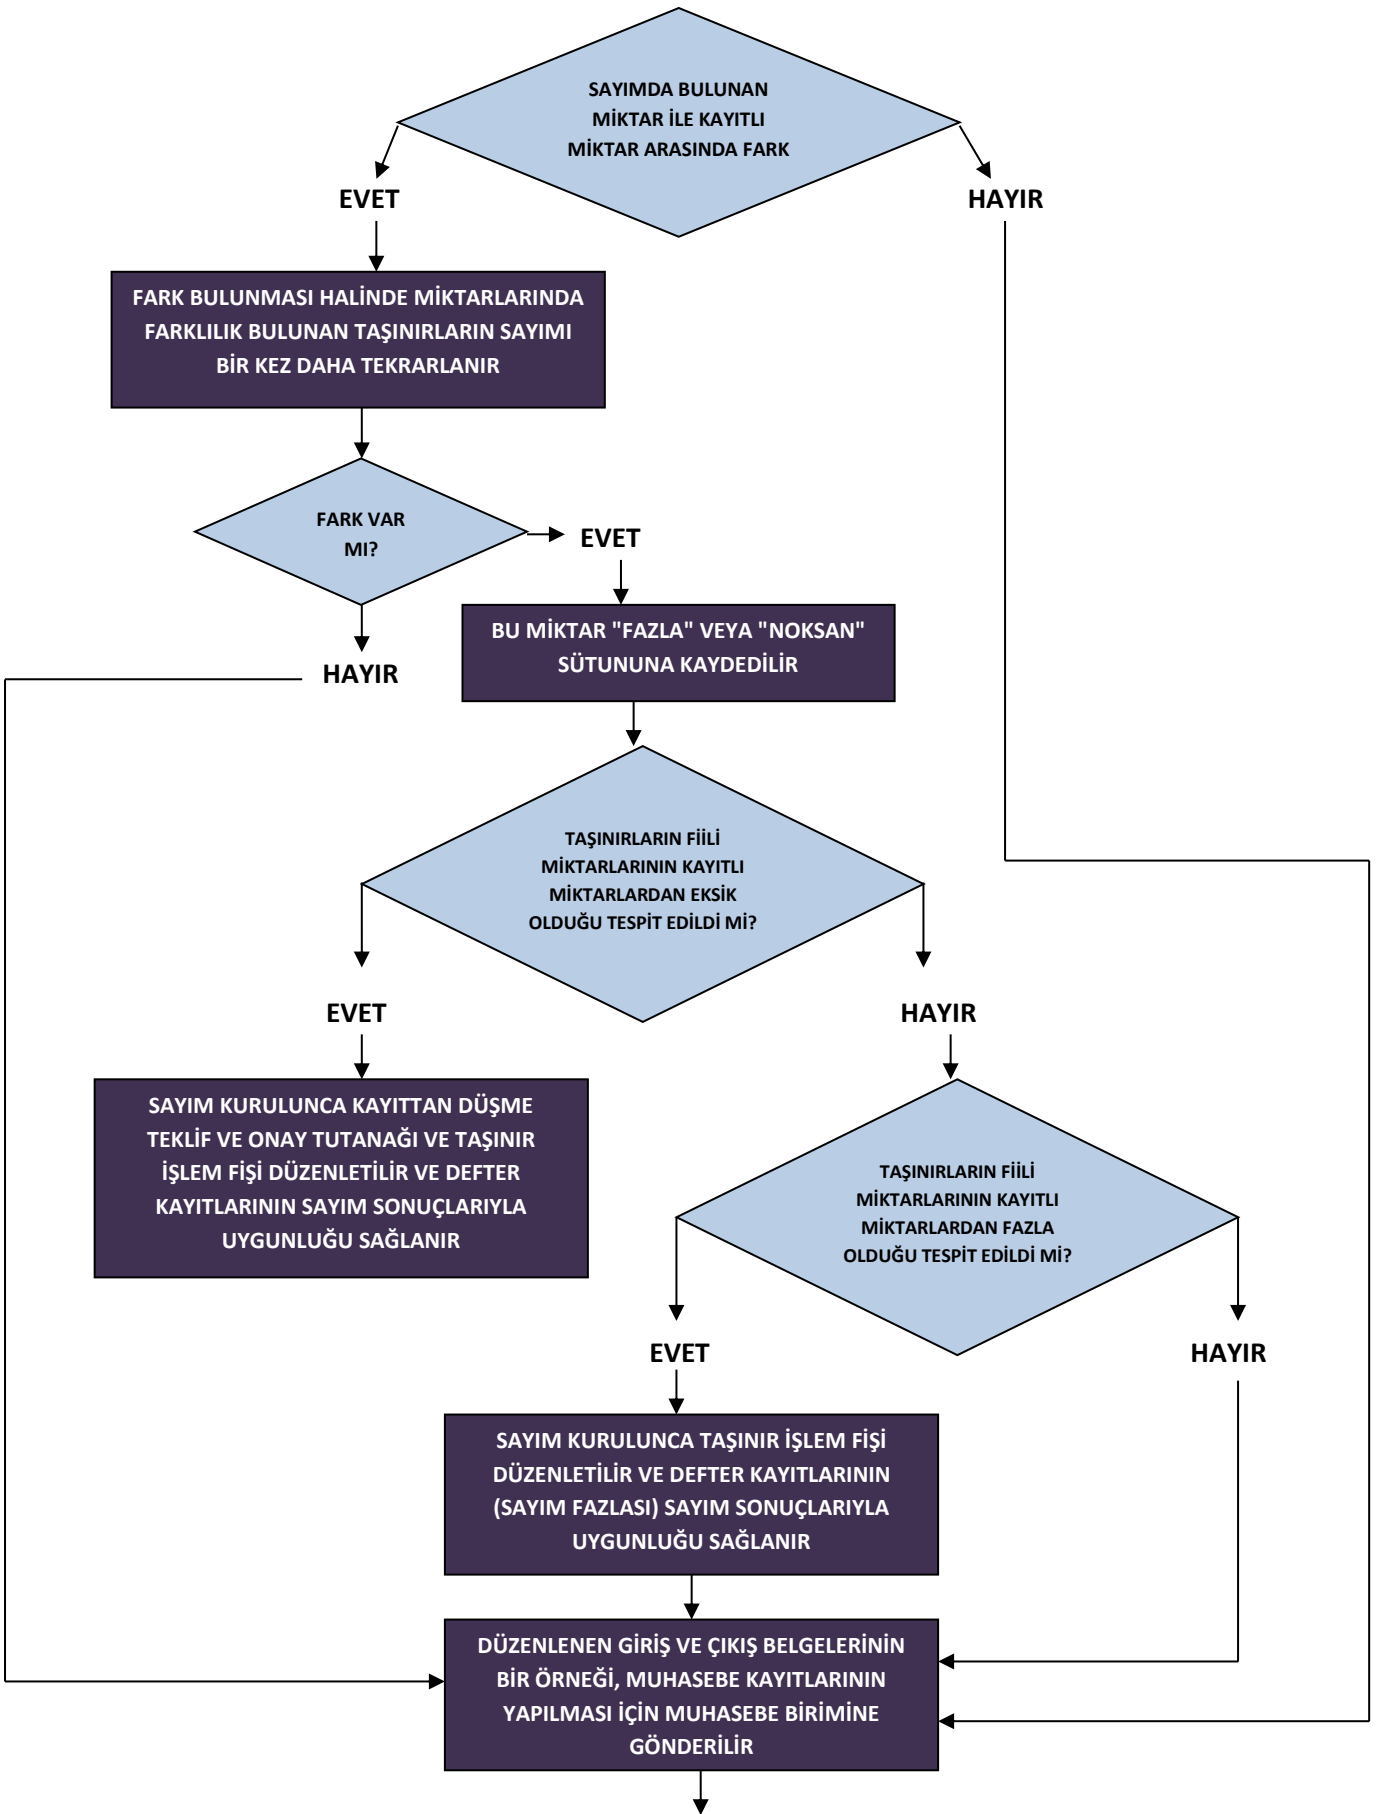 SAYIMDA BULUNAN
MİKTAR İLE KAYITLI
MİKTAR ARASINDA FARK
EVET
HAYIR
FARK BULUNMASI HALİNDE MİKTARLARINDA
FARKLILIK BULUNAN TAŞINIRLARIN SAYIMI
BİR KEZ DAHA TEKRARLANIR
FARK VAR
MI?
EVET
HAYIR
BU MİKTAR "FAZLA" VEYA "NOKSAN"
SÜTUNUNA KAYDEDİLİR
TAŞINIRLARIN FİİLİ
MİKTARLARININ KAYITLI
MİKTARLARDAN EKSİK
OLDUĞU TESPİT EDİLDİ Mİ?
EVET
HAYIR
SAYIM KURULUNCA KAYITTAN DÜŞME
TEKLİF VE ONAY TUTANAĞI VE TAŞINIR
İŞLEM FİŞİ DÜZENLETİLİR VE DEFTER
KAYITLARININ SAYIM SONUÇLARIYLA
UYGUNLUĞU SAĞLANIR
TAŞINIRLARIN FİİLİ
MİKTARLARININ KAYITLI
MİKTARLARDAN FAZLA
OLDUĞU TESPİT EDİLDİ Mİ?
EVET
HAYIR
SAYIM KURULUNCA TAŞINIR İŞLEM FİŞİ
DÜZENLETİLİR VE DEFTER KAYITLARININ
(SAYIM FAZLASI) SAYIM SONUÇLARIYLA
UYGUNLUĞU SAĞLANIR
DÜZENLENEN GİRİŞ VE ÇIKIŞ BELGELERİNİN
BİR ÖRNEĞİ, MUHASEBE KAYITLARININ
YAPILMASI İÇİN MUHASEBE BİRİMİNE
GÖNDERİLİR